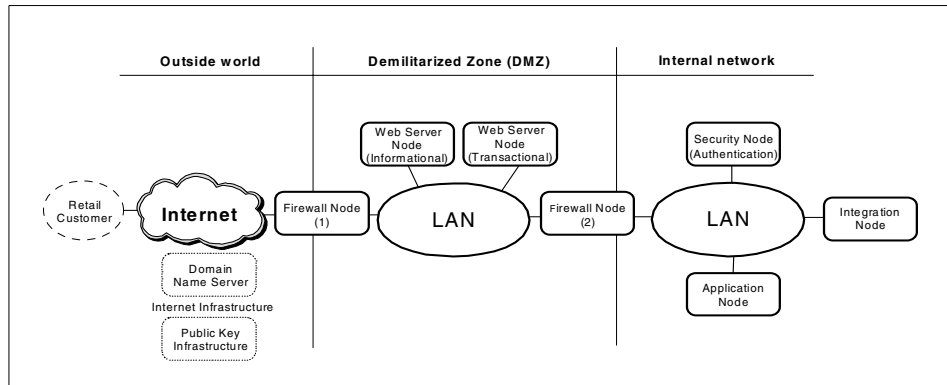 Outside world
Demilitarized Zone (DMZ)
Internal network
Web Server
Node
(Informational)
Web Server
Node
(Transactional)
Security Node
(Authentication)
Retail
Customer
Internet
Firewall Node
(1)
LAN
Firewall Node
(2)
LAN
Integration
Node
Domain
Name Server
Internet Infrastructure
Public Key
Infrastructure
Application
Node